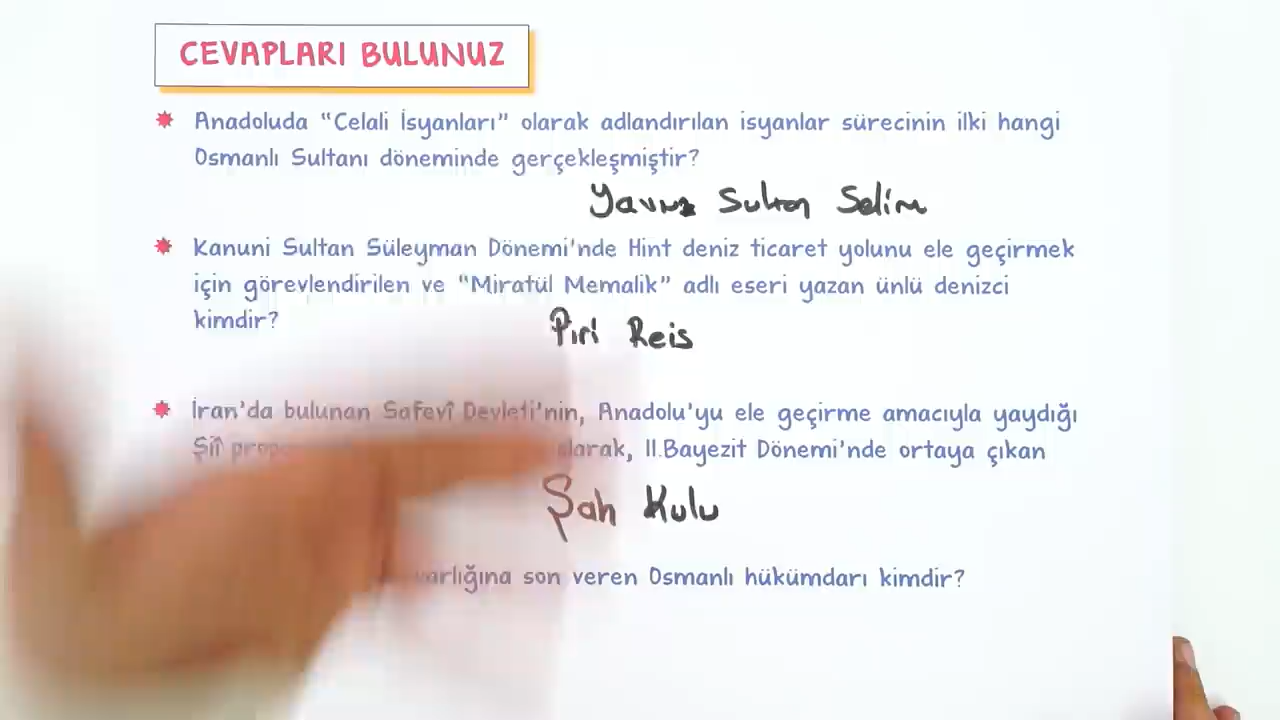 CEVAPLARI BULUNUZ
Anadoluda "Celali İsyanları" olarak adlandırılan isyanlar sürecinin ilki hangi
Osmanlı Sultanı döneminde gerçekleşmiştir?
Yavuz Sultan Selim
Kanuni Sultan Süleyman Dönemi'nde Hint deniz ticaret yolunu ele geçirmek
için görevlendirilen ve "Miratül Memalik" adlı eseri yazan ünlü denizci
kimdir?
Piri Reis
İran'da bulunan Safevî Devleti'nin, Anadolu'yu ele geçirme amacıyla yaydığı
Şiî II.Bayezit Dönemi'nde ortaya çıkan
Şah Kulu
varlığına son veren Osmanlı hükümdarı kimdir?